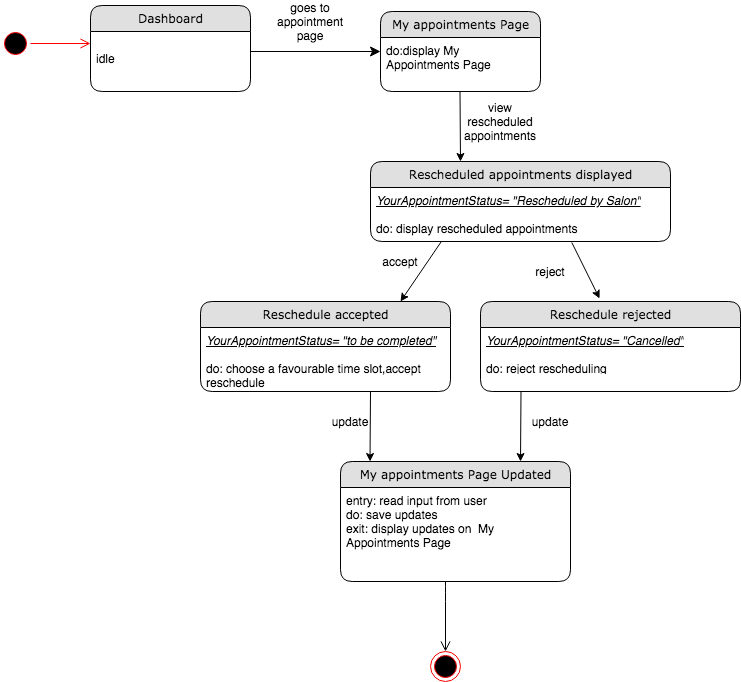 Dashboard
idle
goes to
appointment
page
My appointments Page
do:display My
Appointments Page
view
rescheduled
appointments
Rescheduled appointments displayed
YourAppointmentStatus= "Rescheduled by Salon"
do: display rescheduled appointments
accept
reject
Reschedule accepted
YourAppointmentStatus= "to be completed"
do: choose a favourable time slot,accept
reschedule
Reschedule rejected
YourAppointmentStatus= "Cancelled"
do: reject rescheduling
update
update
My appointments Page Updated
entry: read input from user
do: save updates
exit: display updates on  My
Appointments Page